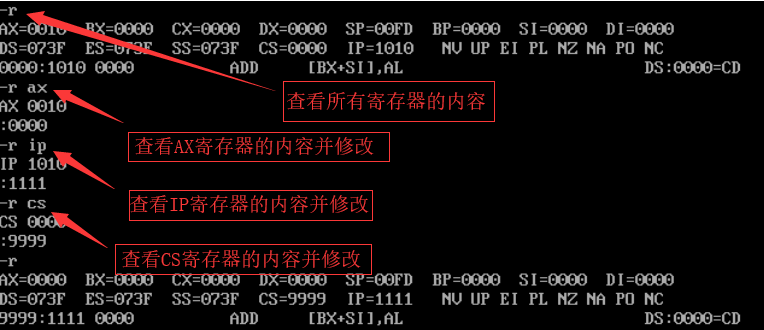 -r
AX=0010  BX=0000  CX=0000  DX=0000  SP=00FD  BP=0000  SI=0000  DI=0000
DS=073F  ES=073F  SS=073F  CS=0000  IP=1010   NV UP EI PL NZ NA PO NC
0000:1010 0000          ADD     [BX+SI],AL                         DS:0000=CD
-r ax
查看所有寄存器的内容
AX 0010
:0000
查看AX寄存器的内容并修改
-r ip
IP 1010
:1111
查看IP寄存器的内容并修改
-r cs
CS 0000
:9999
查看CS寄存器的内容并修改
-r
AX=0000  BX=0000  CX=0000  DX=0000  SP=00FD  BP=0000  SI=0000  DI=0000
DS=073F  ES=073F  SS=073F  CS=9999  IP=1111   NV UP EI PL NZ NA PO NC
9999:1111 0000          ADD     [BX+SI],AL                         DS:0000=CD